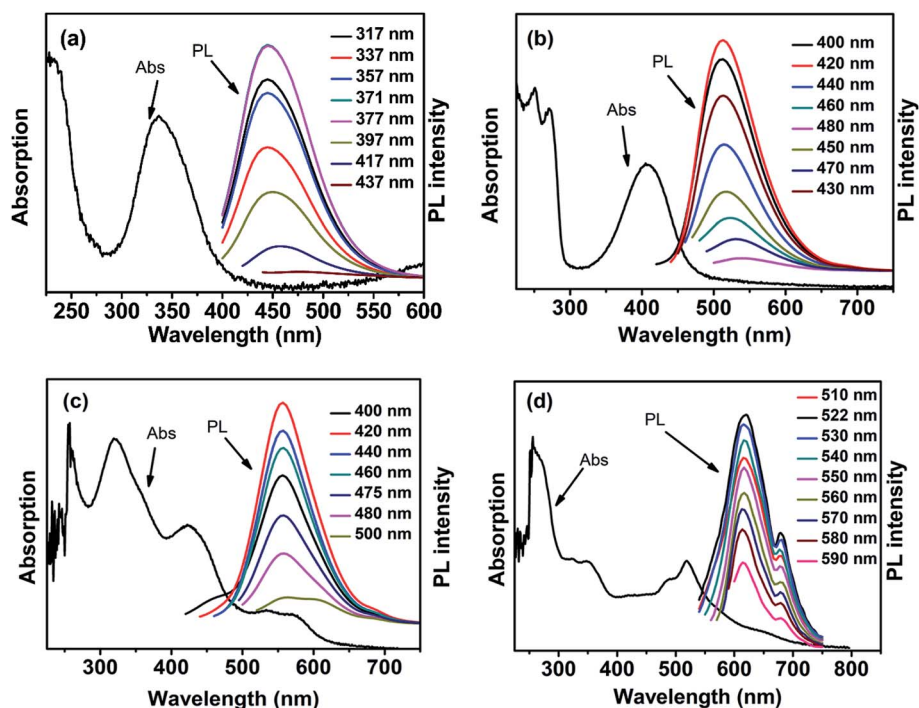 (a)
Abs
PL
317 nm
337 nm
357 nm
371 nm
377 nm
397 nm
417 nm
437 nm
Absorption
PL intensity
250 300 350 400 450 500 550 600
Wavelength (nm)
(b)
Abs
PL
400 nm
420 nm
440 nm
460 nm
480 nm
450 nm
470 nm
430 nm
Absorption
PL intensity
300 400 500 600 700
Wavelength (nm)
(c)
Abs
PL
400 nm
420 nm
440 nm
460 nm
475 nm
480 nm
500 nm
Absorption
PL intensity
300 400 500 600 700
Wavelength (nm)
(d)
Abs
PL
510 nm
522 nm
530 nm
540 nm
550 nm
560 nm
570 nm
580 nm
590 nm
Absorption
PL intensity
300 400 500 600 700 800
Wavelength (nm)